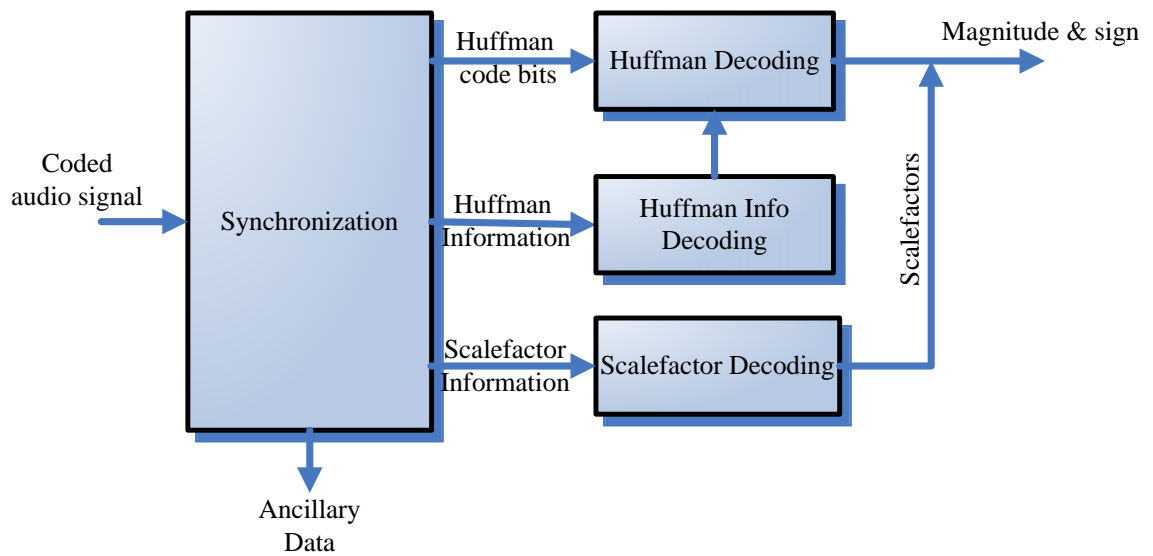 Huffman
code bits
Huffman Decoding
Magnitude & sign
Coded
audio signal
Synchronization
Huffman
Information
Huffman Info
Decoding
Scalefactors
Scalefactor
Information
Scalefactor Decoding
Ancillary
Data